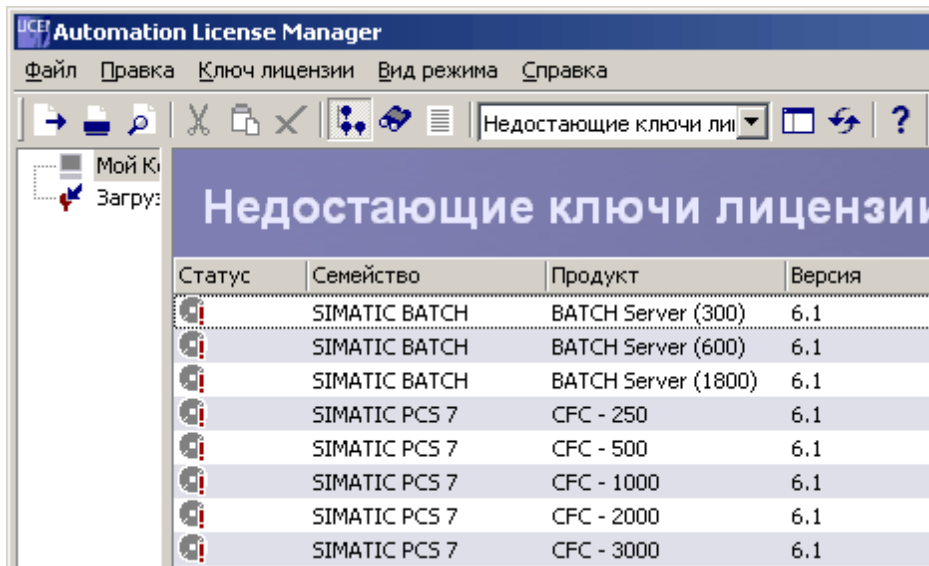 Automation License Manager
Файл Правка Ключ лицензии Вид режима Справка
Недостающие ключи ?
Мой
Недостающие ключи лицензии
Статус Семейство Продукт Версия
SIMATIC BATCH BATCH Server (300) 6.1
SIMATIC BATCH BATCH Server (600) 6.1
SIMATIC BATCH BATCH Server (1800) 6.1
SIMATIC PCS 7 CFC - 250 6.1
SIMATIC PCS 7 CFC - 500 6.1
SIMATIC PCS 7 CFC - 1000 6.1
SIMATIC PCS 7 CFC - 2000 6.1
SIMATIC PCS 7 CFC - 3000 6.1